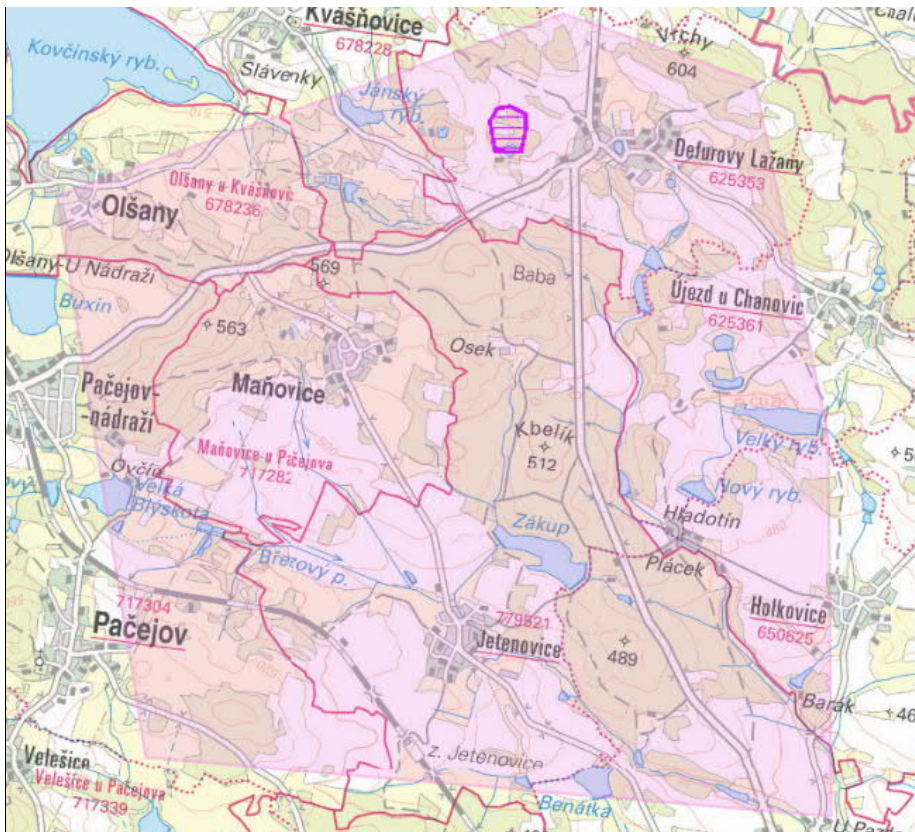 Kvášňovice
678228
Kovčínský ryb.
Slávenky
Jánský
ryb.
Vrchy
604
Defurovy Lažany
625353
Olšany u Kvášňovic
678236
Olšany
Olšany-U Nádraží
569
Baba
Újezd u Chanovic
625361
Buxín
563
Osek
Maňovice
Pačejov-
-nádraží
Kbelík
512
Velký ryb.
Maňovice u Pačejova
717282
Ovčín
Velká
Blýskota
Nový ryb.
Zákup
Hladotín
480
Březový p.
Plácek
717304
Pačejov
779521
Jetenovice
Holkovice
650625
489
Barák
z. Jetenovice
Velešice
Velešice u Pačejova
717339
Benátka